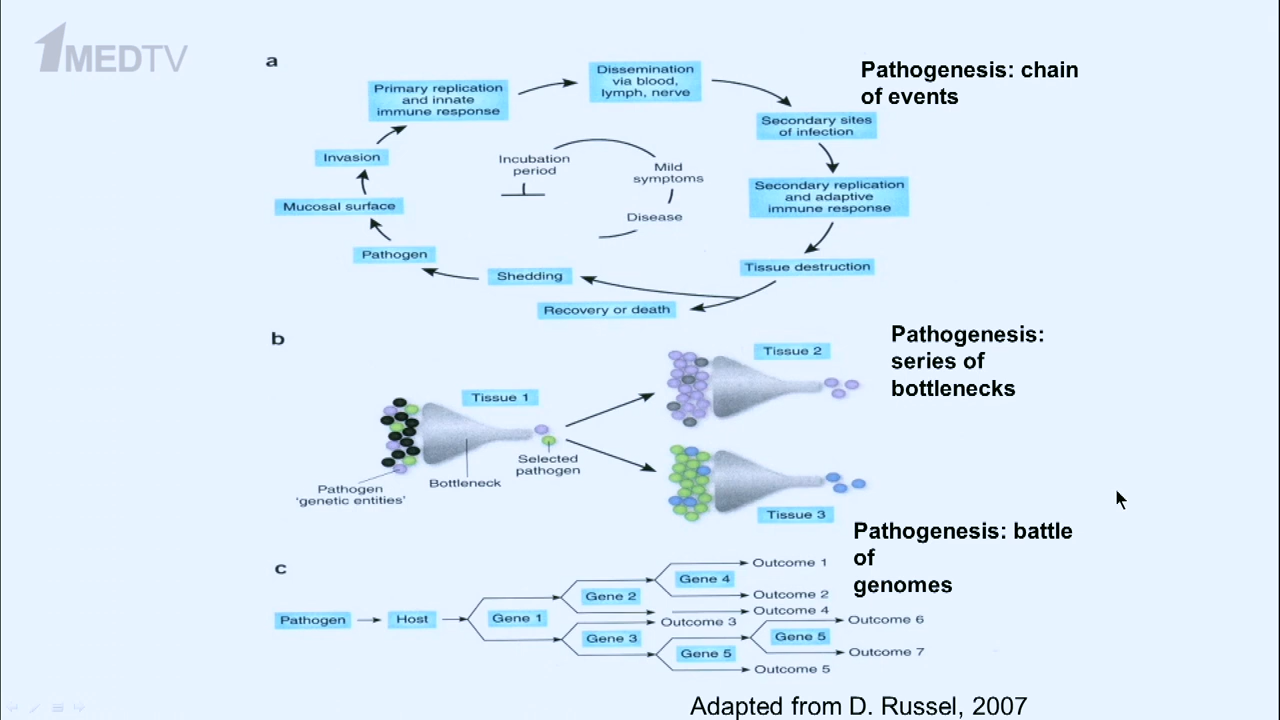 1MEDTV
a
Pathogenesis: chain
of events
Dissemination
via blood,
lymph, nerve
Primary replication
and innate
immune response
Secondary sites
of infection
Invasion
Incubation
period
Mild
symptoms
Secondary replication
and adaptive
immune response
Mucosal surface
Disease
Pathogen
Tissue destruction
Shedding
Recovery or death
b
Pathogenesis:
series of
bottlenecks
Tissue 2
Tissue 1
Selected
pathogen
Bottleneck
Pathogen
'genetic entities'
Tissue 3
Pathogenesis: battle
of
genomes
c
Outcome 1
Gene 4
Gene 2
Outcome 2
Outcome 4
Pathogen
Host
Gene 1
Outcome 3
Outcome 6
Gene 3
Gene 5
Gene 5
Outcome 7
Outcome 5
Adapted from D. Russel, 2007